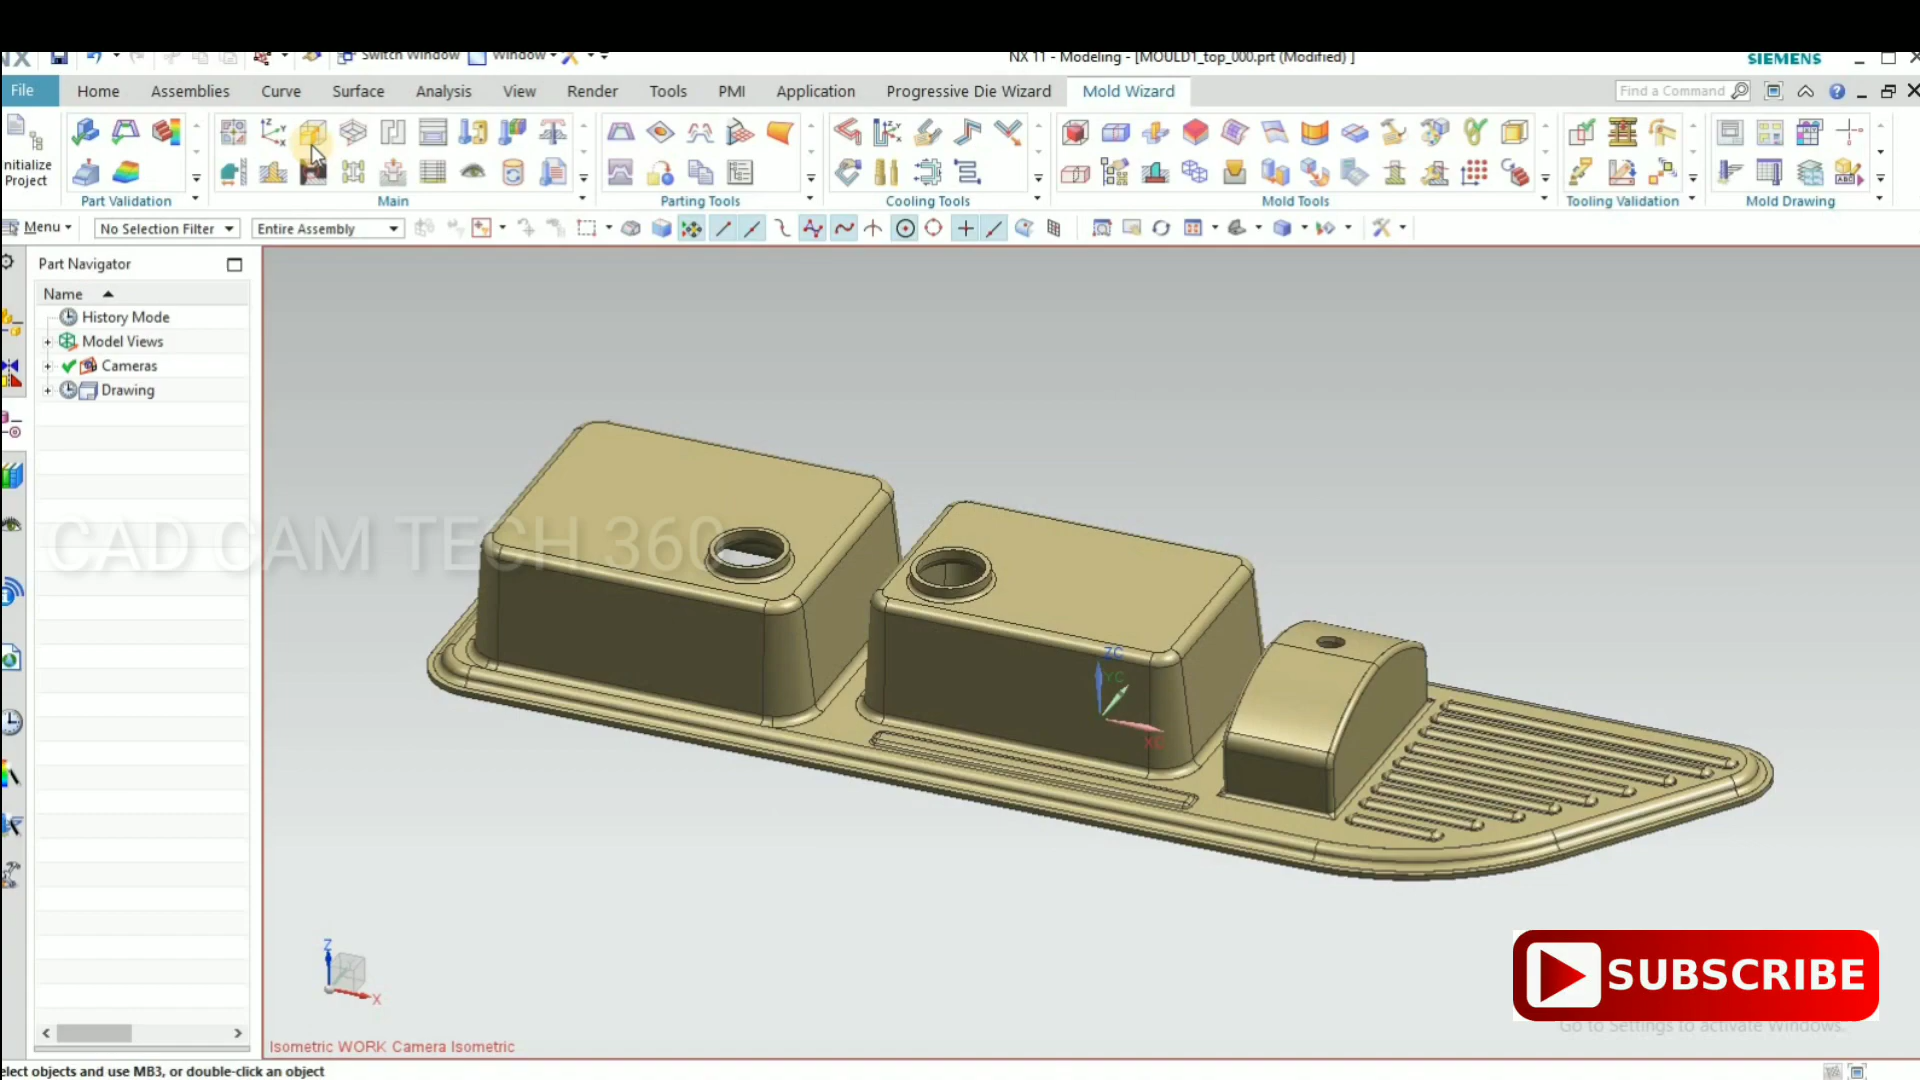 Switch Window Window NX 11 - Modeling - [MOULD1_top_000.prt (Modified) ] SIEMENS
File Home Assemblies Curve Surface Analysis View Render Tools PMI Application Progressive Die Wizard Mold Wizard Find a Command
nitialize
Project
Part Validation Main Parting Tools Cooling Tools Mold Tools Tooling Validation Mold Drawing
Menu No Selection Filter Entire Assembly
Part Navigator
Name
History Mode
Model Views
Cameras
Drawing
CAD CAM TECH 360
ZC
YC
XC
Z
X
SUBSCRIBE
Go to Settings to activate Windows.
Isometric WORK Camera Isometric
elect objects and use MB3, or double-click an object